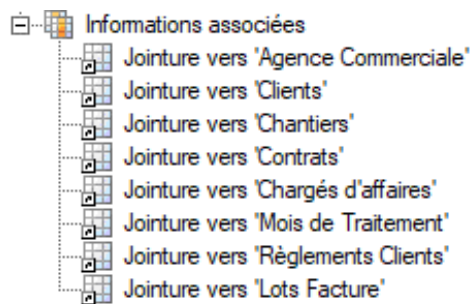 Informations associées
Jointure vers 'Agence Commerciale'
Jointure vers 'Clients'
Jointure vers 'Chantiers'
Jointure vers 'Contrats'
Jointure vers 'Chargés d'affaires'
Jointure vers 'Mois de Traitement'
Jointure vers 'Règlements Clients'
Jointure vers 'Lots Facture'